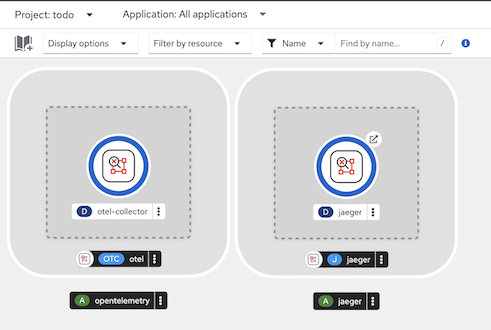 Project: todo Application: All applications
Display options Filter by resource Name Find by name... /
D otel-collector D jaeger
OTC otel J jaeger
A opentelemetry A jaeger